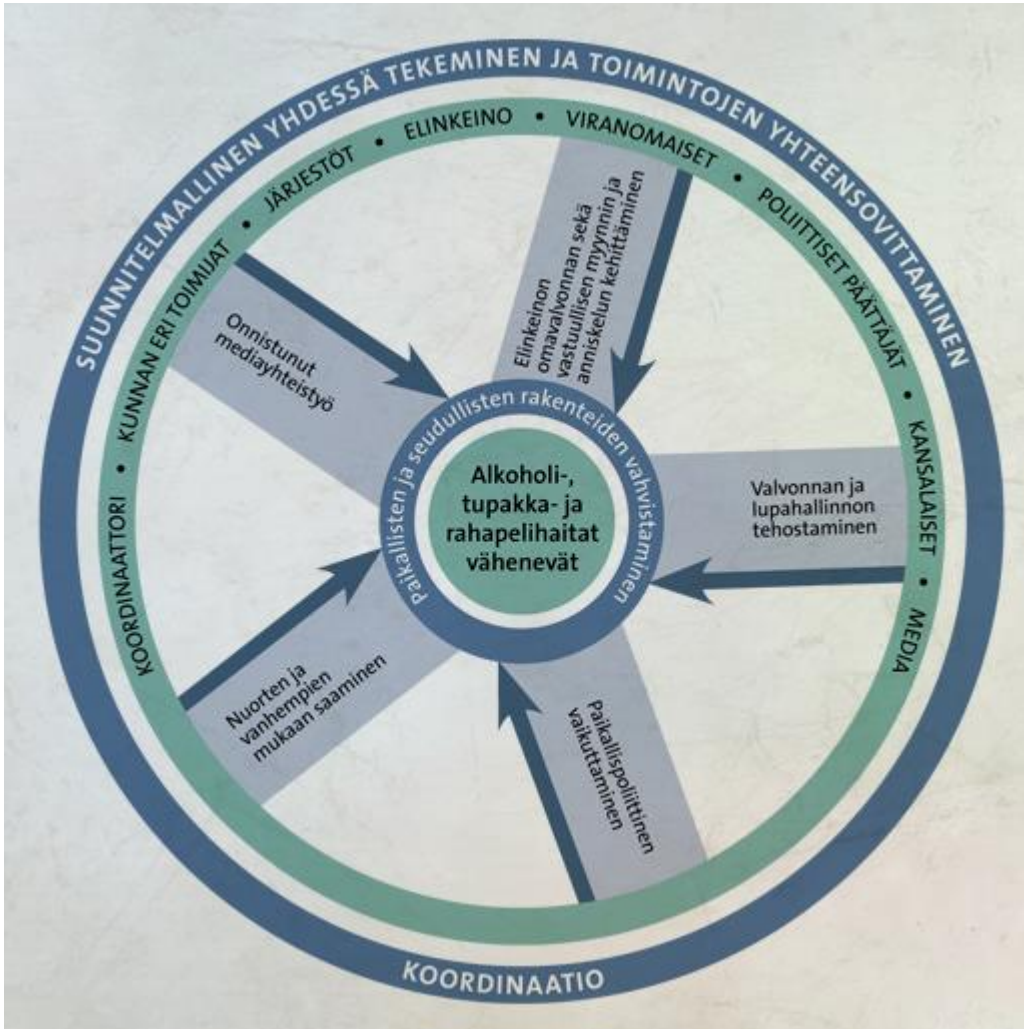 SUUNNITELMALLINEN YHDESSÄ TEKEMINEN JA TOIMINTOJEN YHTEENSOVITTAMINEN
KOORDINAATTORI • KUNNAN ERI TOIMIJAT • JÄRJESTÖT • ELINKEINO • VIRANOMAISET • POLIITTISET PÄÄTTÄJÄT • KANSALAISET • MEDIA
Elinkeinon
omavalvonnan sekä
vastuullisen myynnin ja
anniskelun kehittäminen
Onnistunut
mediayhteistyö
Paikallisten ja seudullisten rakenteiden vahvistaminen
Alkoholi-,
tupakka- ja
rahapelihaitat
vähenevät
Valvonnan ja
lupahallinnon
tehostaminen
Nuorten ja
vanhempien
mukaan saaminen
Paikallispoliittinen
vaikuttaminen
KOORDINAATIO